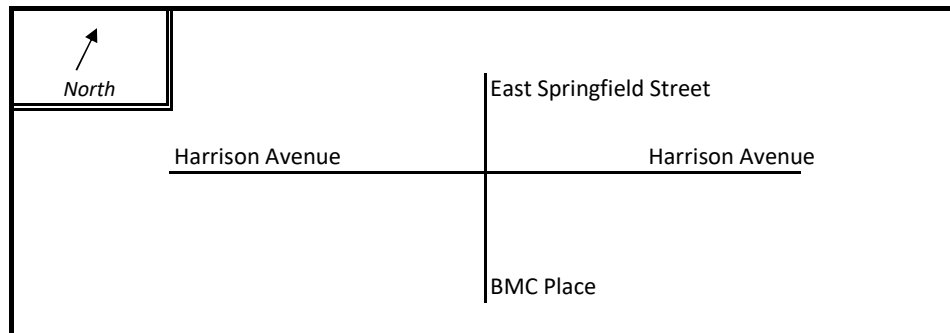 North
East Springfield Street
Harrison Avenue
Harrison Avenue
BMC Place